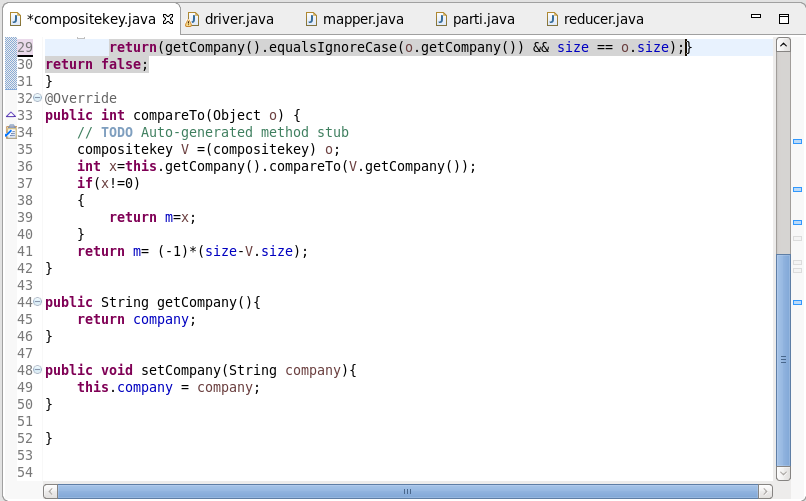 *compositekey.java driver.java mapper.java parti.java reducer.java
29 return(getCompany().equalsIgnoreCase(o.getCompany()) && size == o.size);}
30 return false;
31 }
32 @Override
33 public int compareTo(Object o) {
34 // TODO Auto-generated method stub
35 compositekey V =(compositekey) o;
36 int x=this.getCompany().compareTo(V.getCompany());
37 if(x!=0)
38 {
39 return m=x;
40 }
41 return m= (-1)*(size-V.size);
42 }
43
44 public String getCompany(){
45 return company;
46 }
47
48 public void setCompany(String company){
49 this.company = company;
50 }
51
52 }
53
54